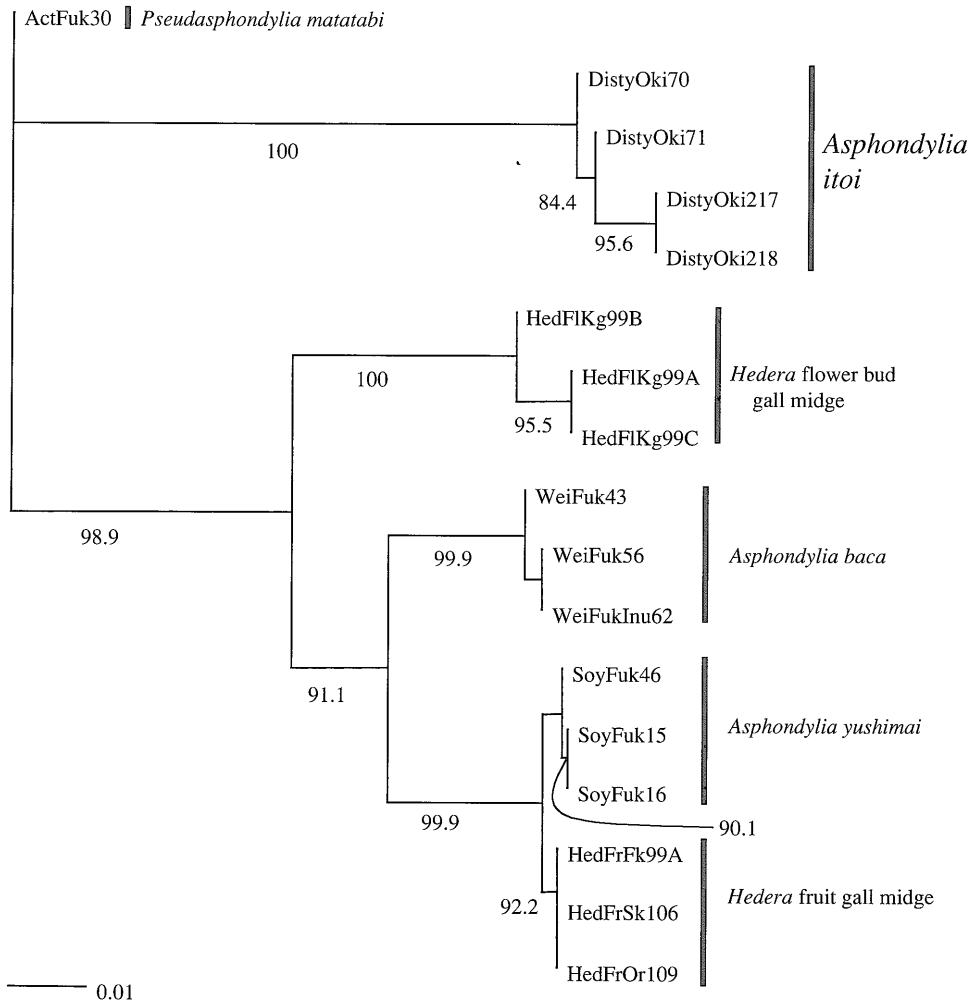 ActFuk30 Pseudasphondylia matatabi
DistyOki70
100
DistyOki71
Asphondylia
itoi
84.4
DistyOki217
95.6
DistyOki218
HedFlKg99B
100
HedFlKg99A
Hedera flower bud
gall midge
95.5
HedFlKg99C
98.9
WeiFuk43
99.9
WeiFuk56
Asphondylia baca
WeiFukInu62
91.1
SoyFuk46
SoyFuk15
Asphondylia yushimai
SoyFuk16
99.9
90.1
HedFrFk99A
92.2
HedFrSk106
Hedera fruit gall midge
HedFrOr109
0.01